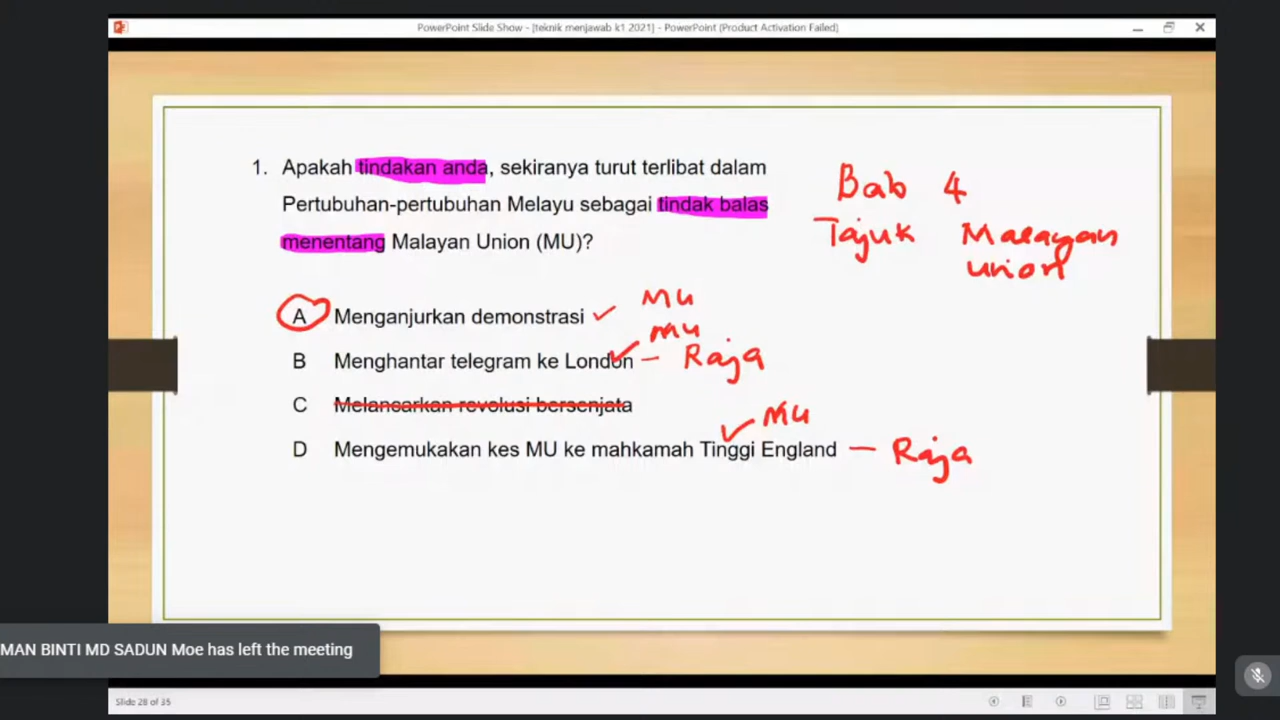 PowerPoint Slide Show - [teknik menjawab k1 2021] - PowerPoint (Product Activation Failed)
1. Apakah tindakan anda, sekiranya turut terlibat dalam
Pertubuhan-pertubuhan Melayu sebagai tindak balas
menentang Malayan Union (MU)?
Bab 4
Tajuk Malayan
union
A Menganjurkan demonstrasi MU
B Menghantar telegram ke London MU – Raja
C Melancarkan revolusi bersenjata
D Mengemukakan kes MU ke mahkamah Tinggi England MU – Raja
MAN BINTI MD SADUN Moe has left the meeting
Slide 28 of 35